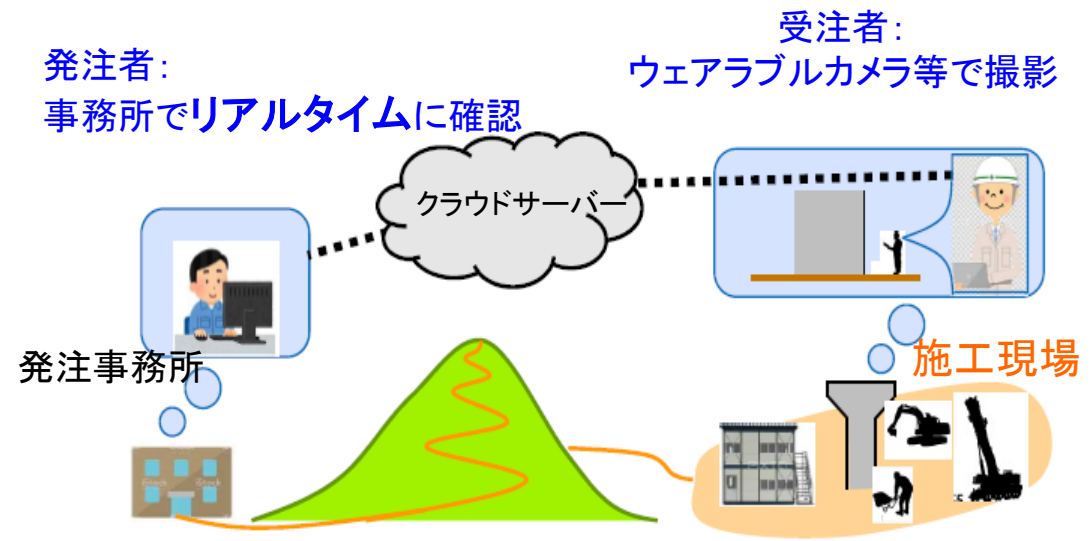 発注者：
事務所でリアルタイムに確認
受注者：
ウェアラブルカメラ等で撮影
クラウドサーバー
発注事務所
施工現場
iStock
iStock